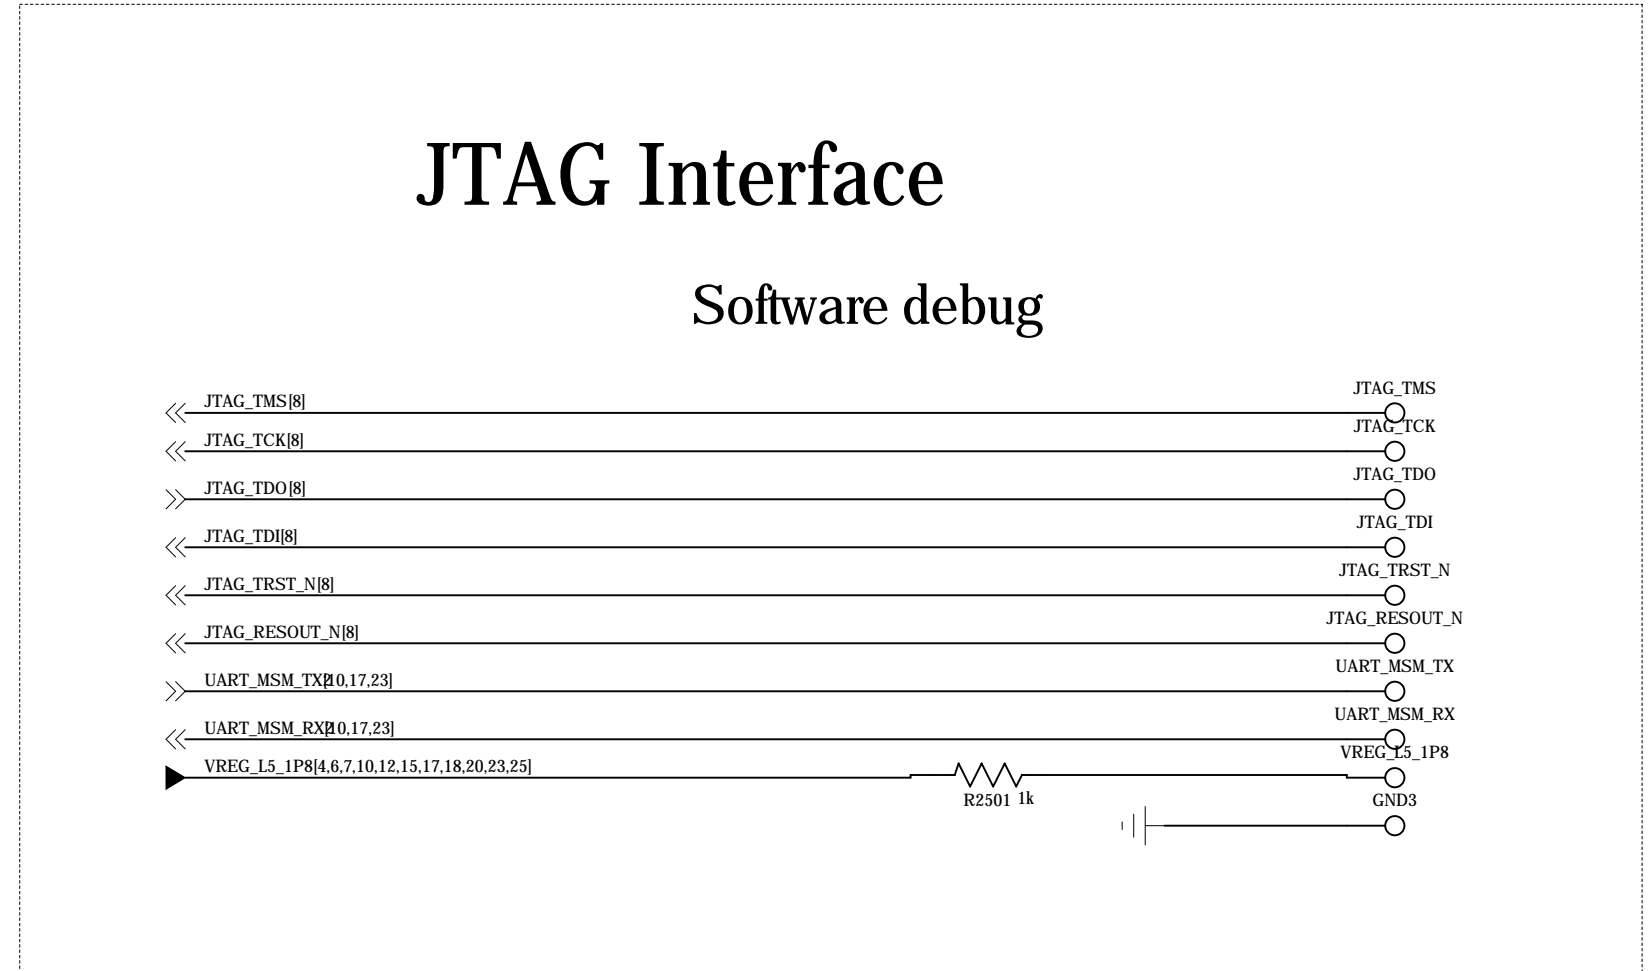 JTAG Interface
Software debug
JTAG_TMS[8] JTAG_TMS
JTAG_TCK[8] JTAG_TCK
JTAG_TDO[8] JTAG_TDO
JTAG_TDI[8] JTAG_TDI
JTAG_TRST_N[8] JTAG_TRST_N
JTAG_RESOUT_N[8] JTAG_RESOUT_N
UART_MSM_TX2[10,17,23] UART_MSM_TX
UART_MSM_RX2[10,17,23] UART_MSM_RX
VREG_L5_1P8[4,6,7,10,12,15,17,18,20,23,25] VREG_L5_1P8
R2501 1k GND3